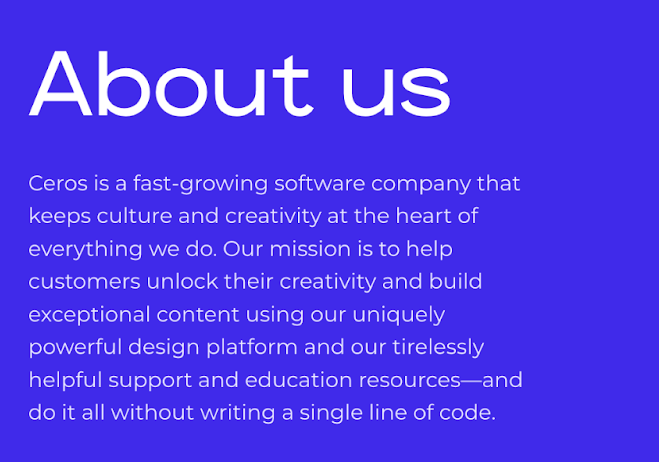 About us
Ceros is a fast-growing software company that
keeps culture and creativity at the heart of
everything we do. Our mission is to help
customers unlock their creativity and build
exceptional content using our uniquely
powerful design platform and our tirelessly
helpful support and education resources—and
do it all without writing a single line of code.